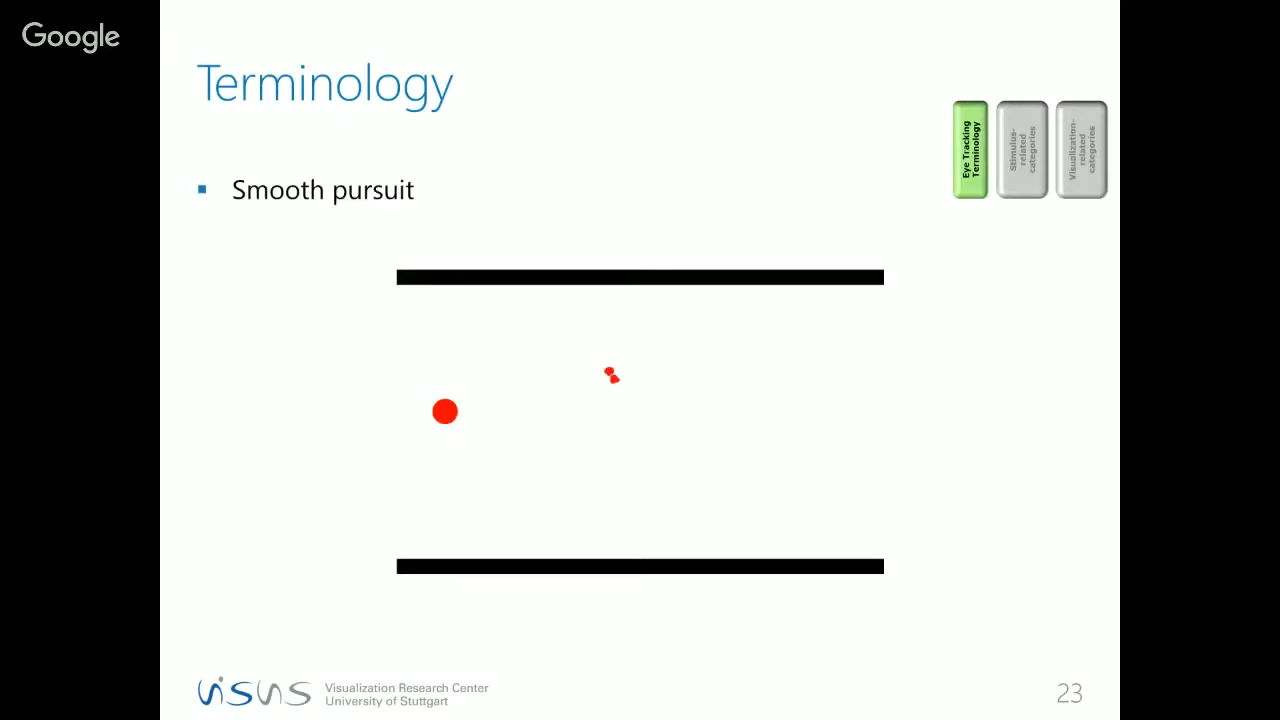 Google
Terminology
Eye Tracking
Terminology
Stimulus-
related
categories
Visualization-
related
categories
Smooth pursuit
VISUS
Visualization Research Center
University of Stuttgart
23